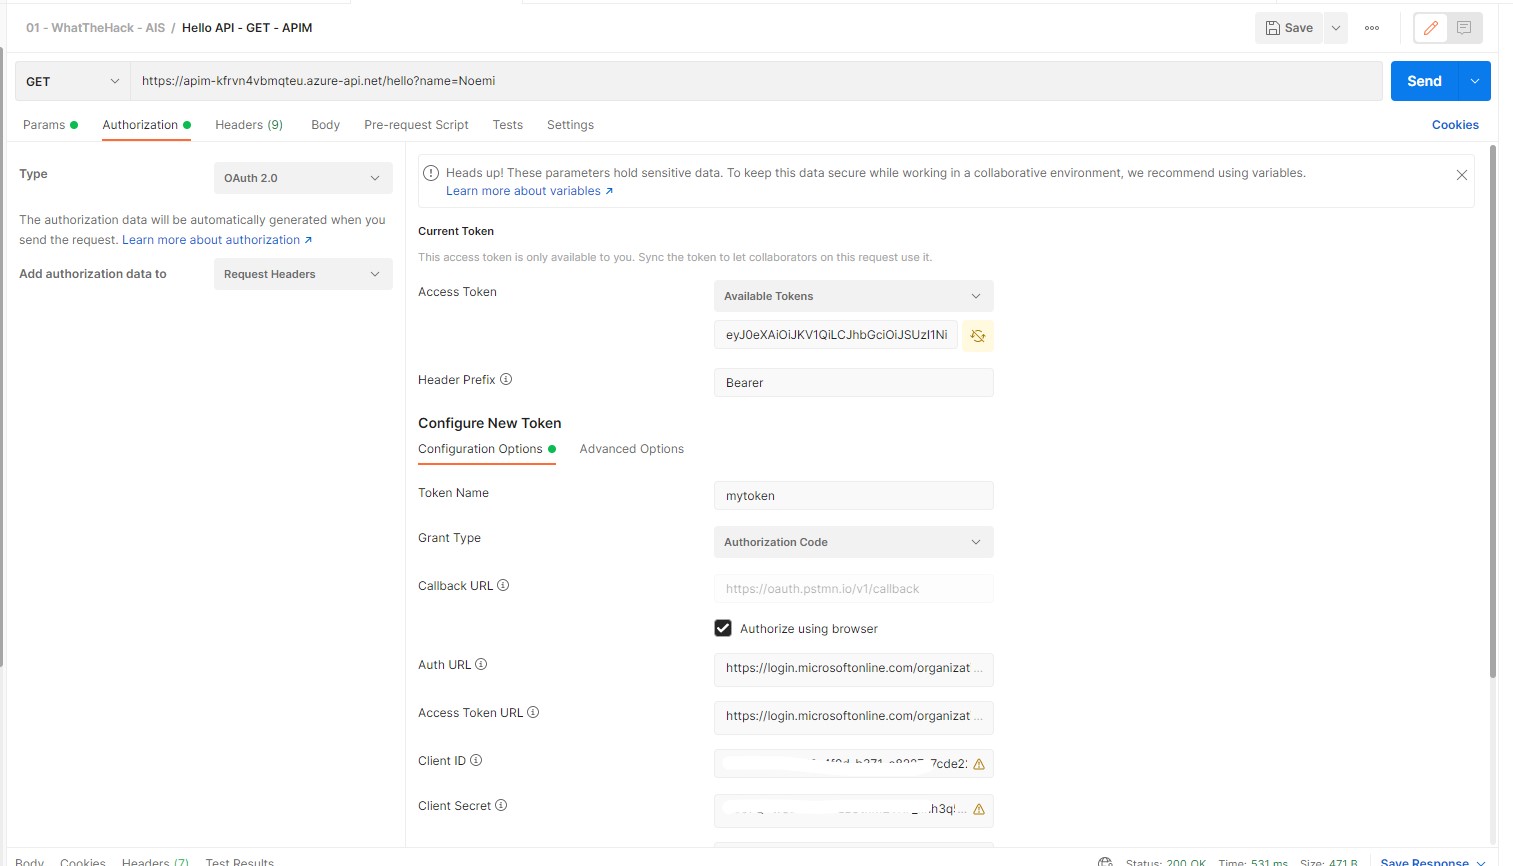 01 - WhatTheHack - AIS / Hello API - GET - APIM
Save
GET
https://apim-kfrvn4vbmqteu.azure-api.net/hello?name=Noemi
Send
Params
Authorization
Headers (9)
Body
Pre-request Script
Tests
Settings
Cookies
Type
OAuth 2.0
The authorization data will be automatically generated when you
send the request. Learn more about authorization ↗
Add authorization data to
Request Headers
Heads up! These parameters hold sensitive data. To keep this data secure while working in a collaborative environment, we recommend using variables.
Learn more about variables ↗
Current Token
This access token is only available to you. Sync the token to let collaborators on this request use it.
Access Token
Available Tokens
eyJ0eXAiOiJKV1QiLCJhbGciOiJSUzI1Ni
Header Prefix
Bearer
Configure New Token
Configuration Options
Advanced Options
Token Name
mytoken
Grant Type
Authorization Code
Callback URL
https://oauth.pstmn.io/v1/callback
Authorize using browser
Auth URL
https://login.microsoftonline.com/organizat ...
Access Token URL
https://login.microsoftonline.com/organizat ...
Client ID
7cde2
Client Secret
.h3q
Body
Cookies
Headers (7)
Test Results
Status: 200 OK
Time: 531 ms
Size: 471 B
Save Response